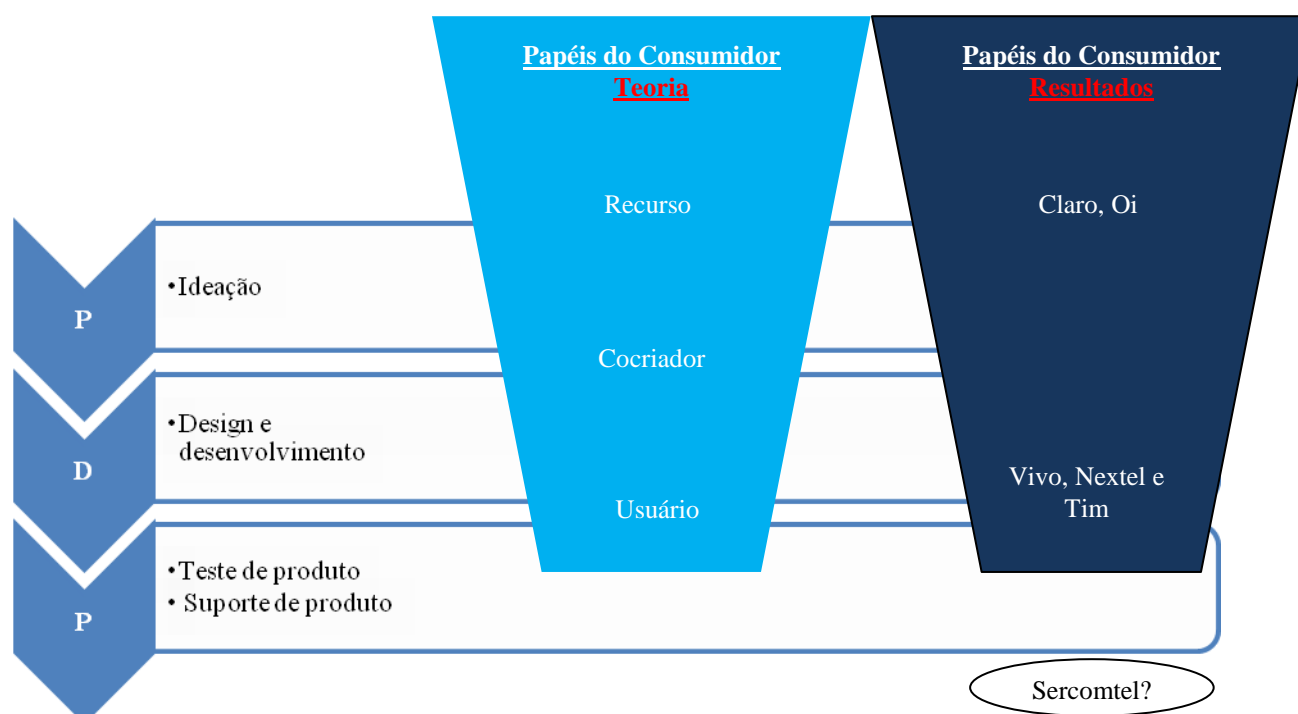 Papéis do Consumidor
Teoria
Papéis do Consumidor
Resultados
Recurso
Claro, Oi
P
•Ideação
Cocriador
D
•Design e
desenvolvimento
Usuário
Vivo, Nextel e
Tim
P
•Teste de produto
• Suporte de produto
Sercomtel?